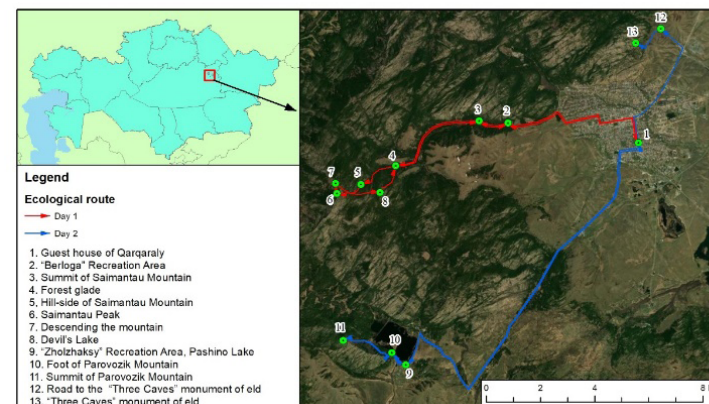 Legend
Ecological route
Day 1
Day 2
1. Guest house of Qarqaraly
2. "Berloga" Recreation Area
3. Summit of Saimantau Mountain
4. Forest glade
5, Hill-side of Saimantau Mountain
6. Saimatau Peak
7. Descending the mountain
8. Devil's Lake
9. "Zholzhaksy" Recreation Area, Pashino Lake
10. Foot of Parovozik Mountain
11. Summit of Parovozik Mountain
12. Road to the "Three Caves" monument of eld
13. "Three Caves" monument of eld
12
13
3
2
1
4
7
5
6
8
11
10
9
0 2 4 8